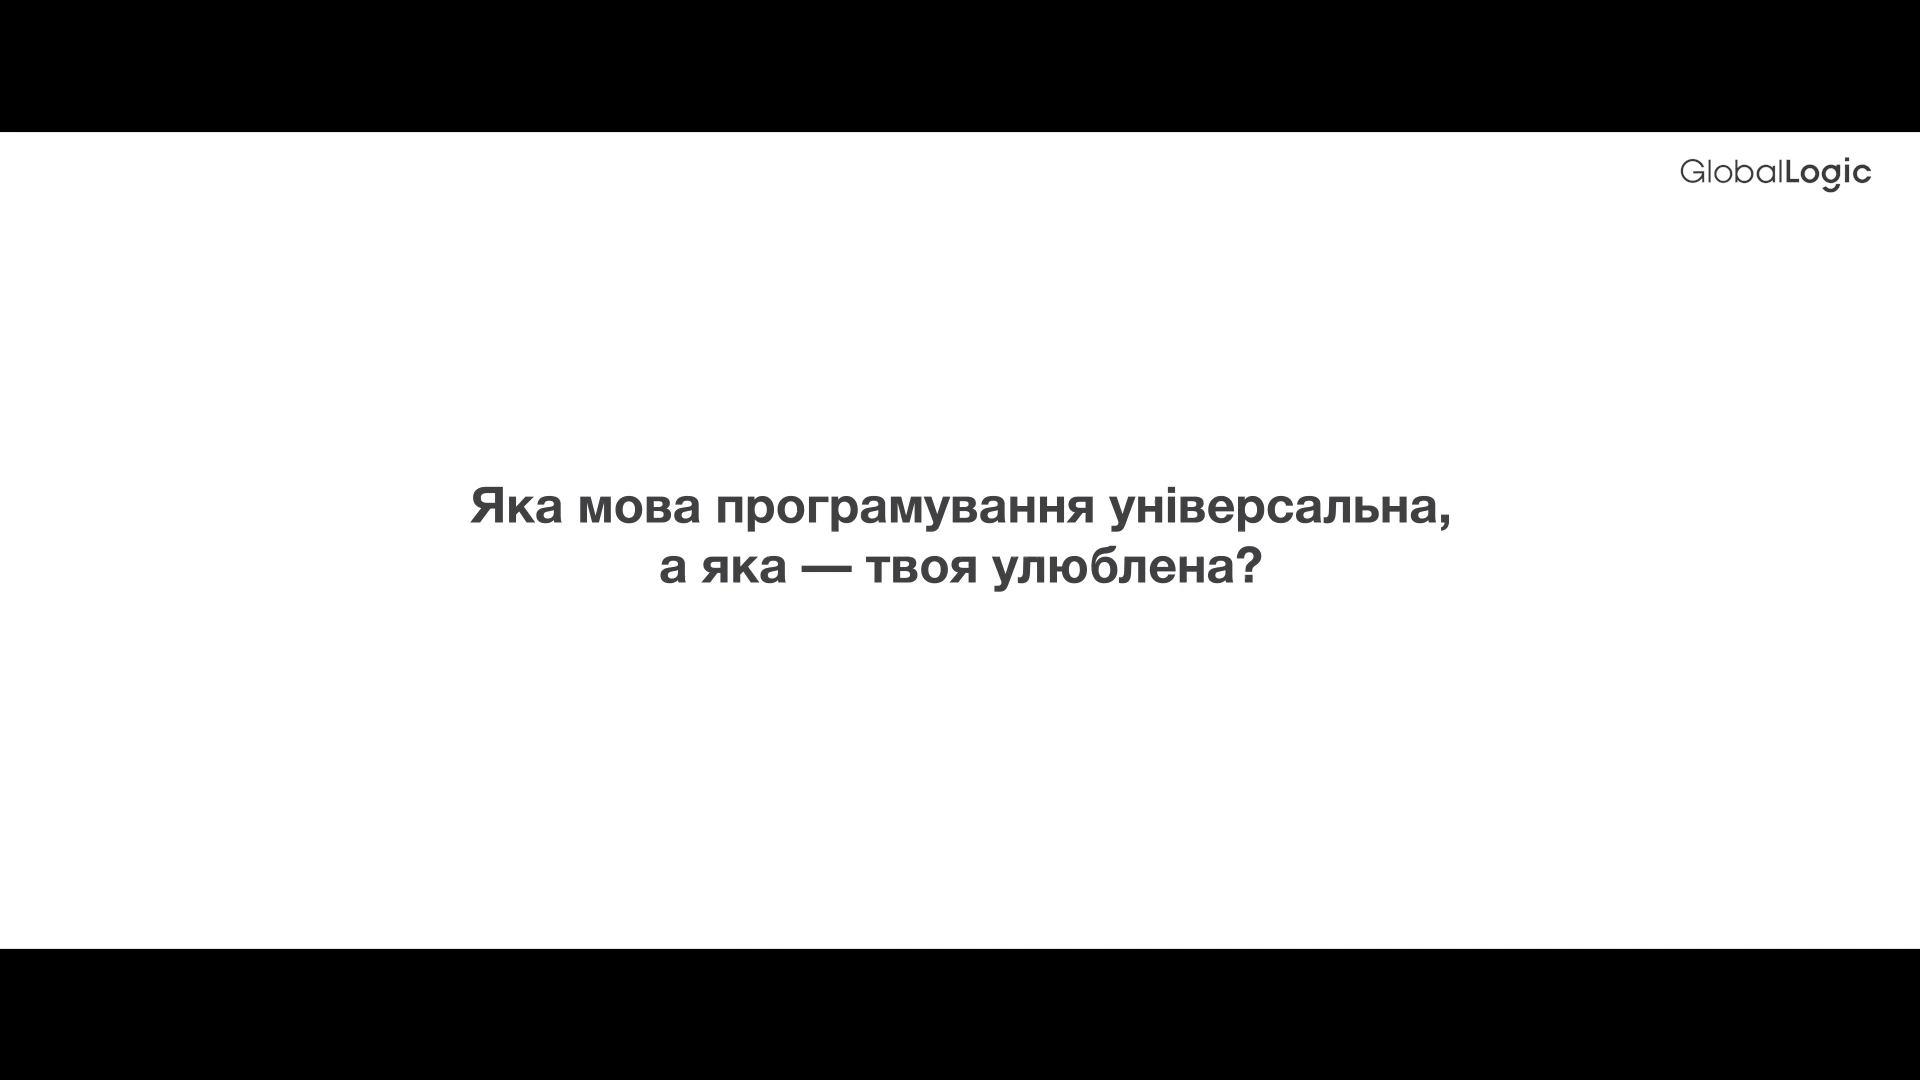 GlobalLogic
Яка мова програмування універсальна,
а яка — твоя улюблена?